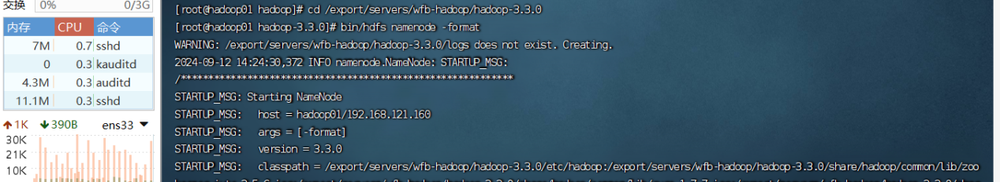 交换 0% 0/3G
内存 CPU 命令
7M 0.7 sshd
0 0.3 kauditd
4.3M 0.3 auditd
11.1M 0.3 sshd
↑1K ↓390B ens33
30K
21K
10K
[root@hadoop01 hadoop]# cd /export/servers/wfb-hadoop/hadoop-3.3.0
[root@hadoop01 hadoop-3.3.0]# bin/hdfs namenode -format
WARNING: /export/servers/wfb-hadoop/hadoop-3.3.0/logs does not exist. Creating.
2024-09-12 14:24:30,372 INFO namenode.NameNode: STARTUP_MSG:
/************************************************************
STARTUP_MSG: Starting NameNode
STARTUP_MSG:   host = hadoop01/192.168.121.160
STARTUP_MSG:   args = [-format]
STARTUP_MSG:   version = 3.3.0
STARTUP_MSG:   classpath = /export/servers/wfb-hadoop/hadoop-3.3.0/etc/hadoop:/export/servers/wfb-hadoop/hadoop-3.3.0/share/hadoop/common/lib/zoo